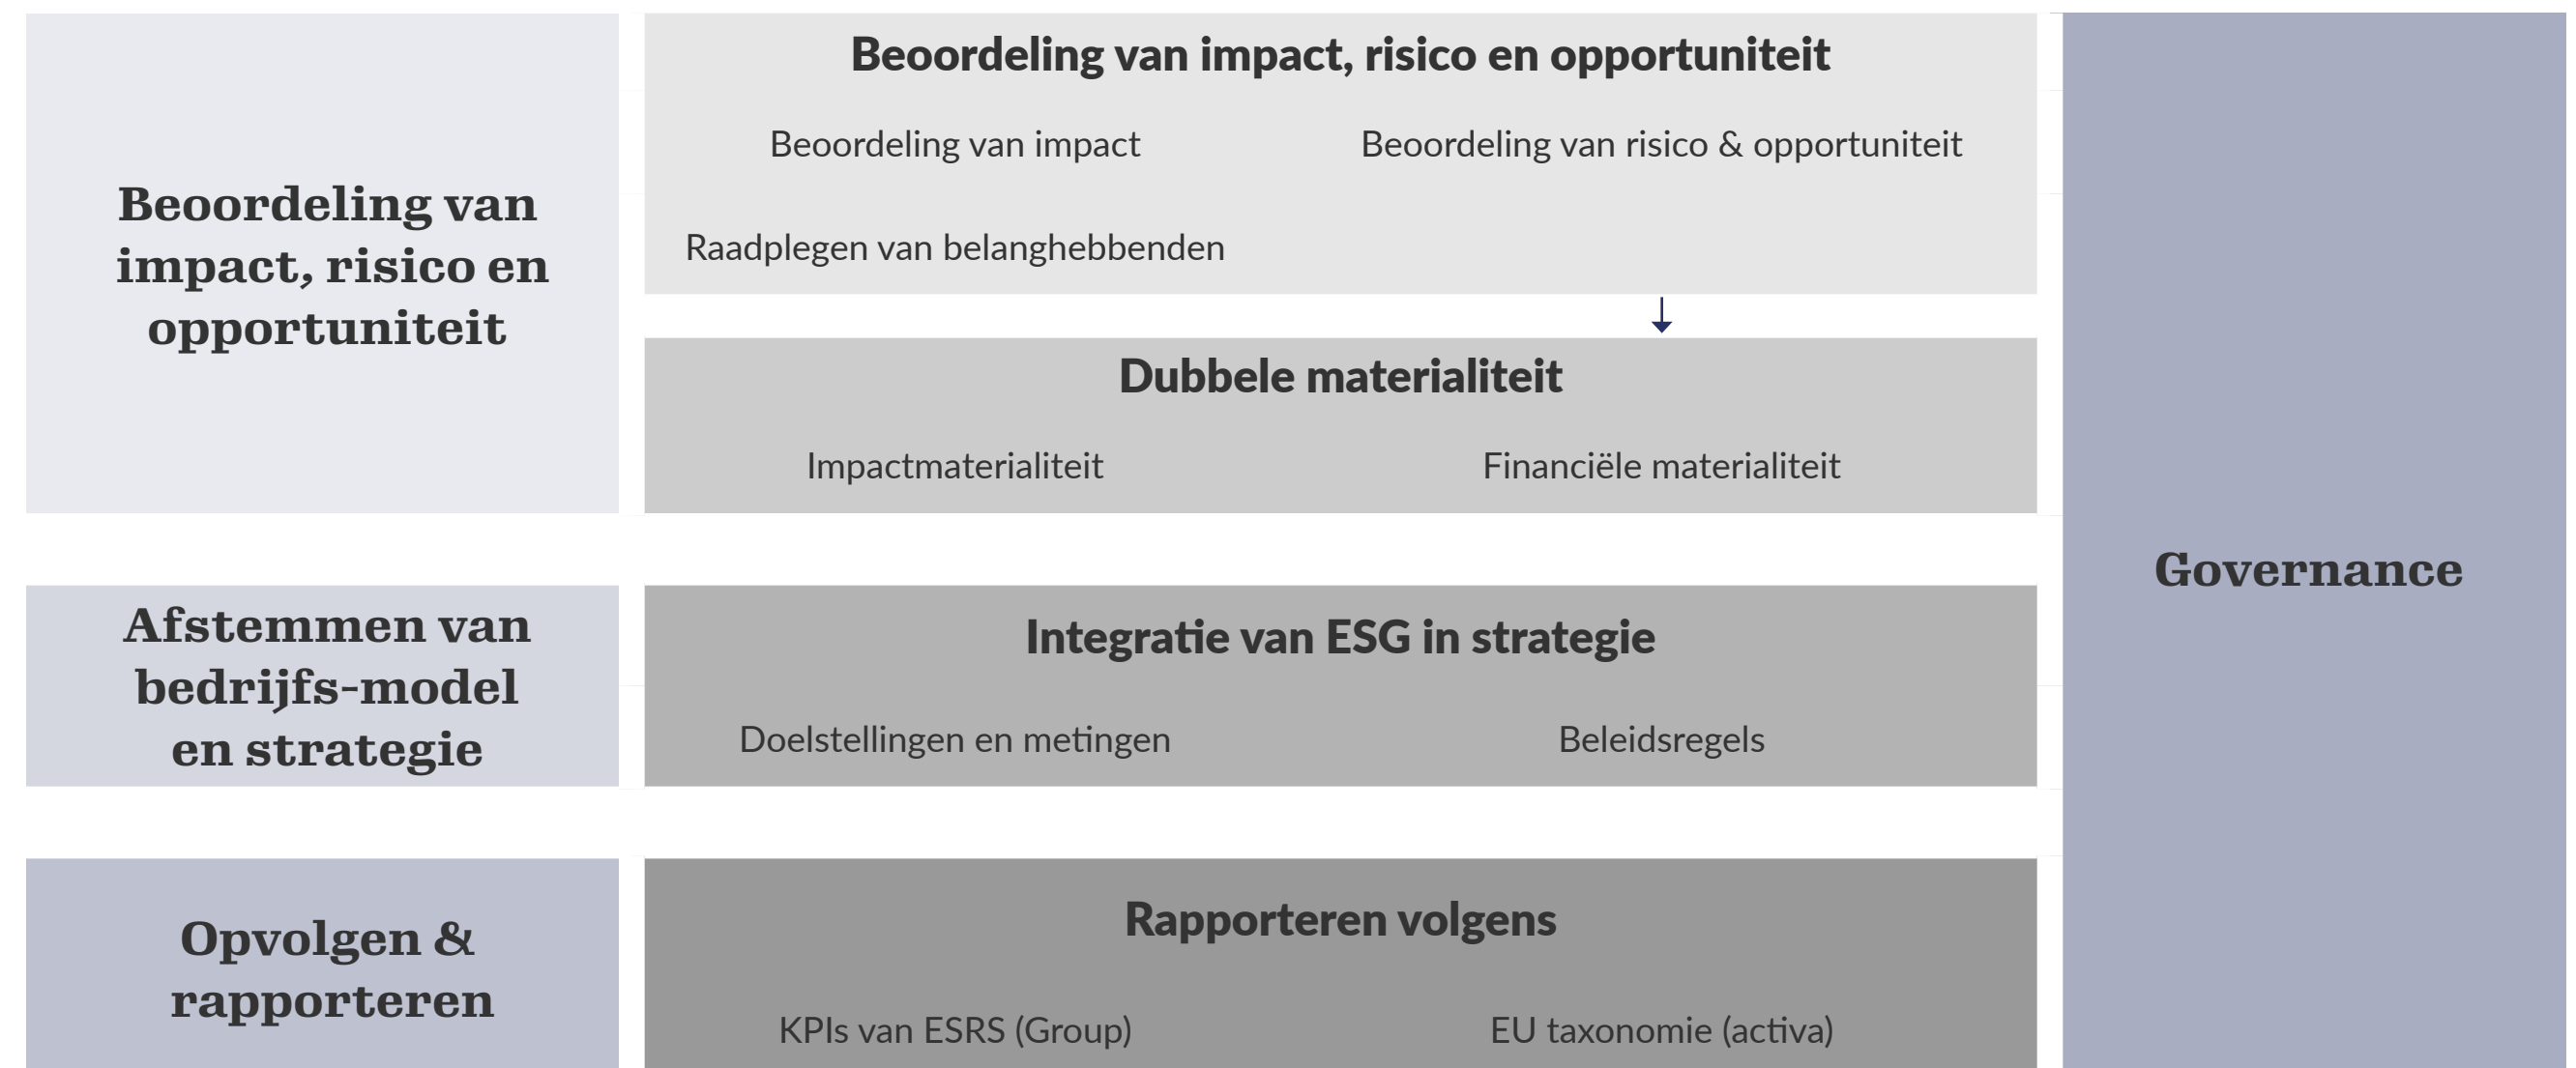 Beoordeling van
impact, risico en
opportuniteit
Beoordeling van impact, risico en opportuniteit
Beoordeling van impact
Beoordeling van risico & opportuniteit
Raadplegen van belanghebbenden
Dubbele materialiteit
Impactmaterialiteit
Financiële materialiteit
Afstemmen van
bedrijfs-model
en strategie
Integratie van ESG in strategie
Doelstellingen en metingen
Beleidsregels
Opvolgen &
rapporteren
Rapporteren volgens
KPIs van ESRS (Group)
EU taxonomie (activa)
Governance